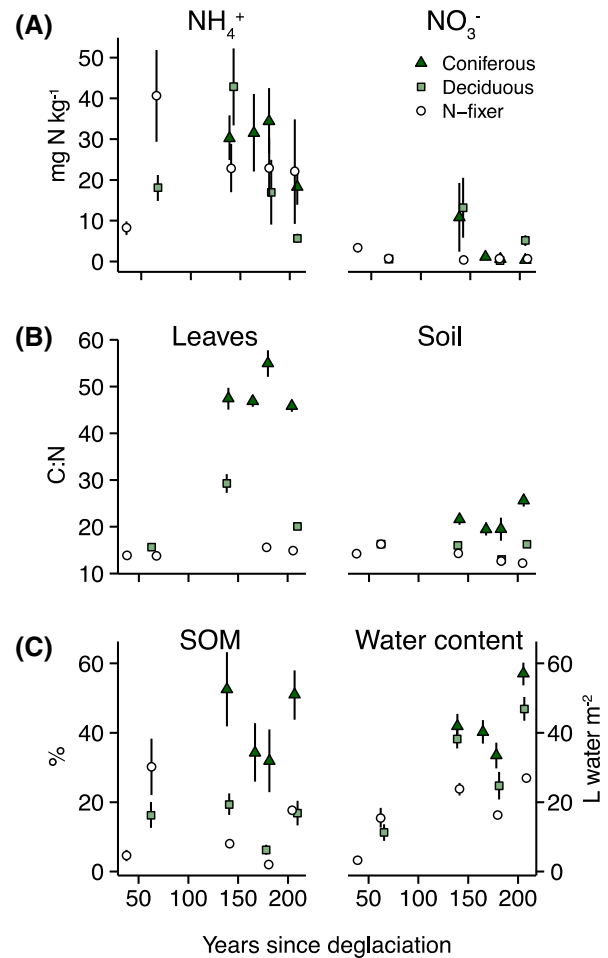 (A) NH₄⁺ NO₃⁻
Coniferous
Deciduous
N−fixer
mg N kg⁻¹
50
40
30
20
10
0
(B) Leaves Soil
C:N
60
50
40
30
20
10
(C) SOM Water content
%
60
40
20
0
60
40
20
0
L water m⁻²
50 100 150 200 50 100 150 200
Years since deglaciation